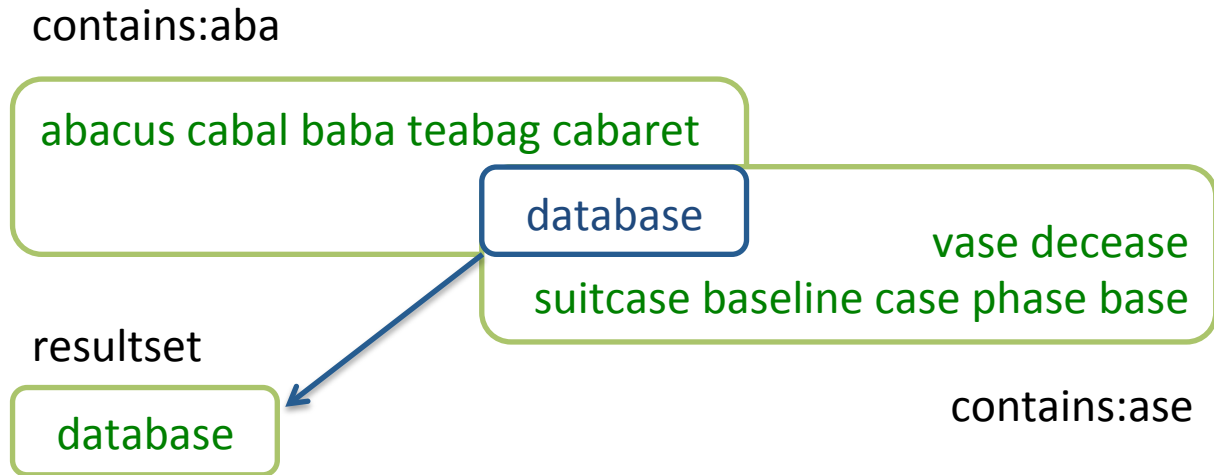 contains:aba
abacus cabal baba teabag cabaret
database
vase decease
suitcase baseline case phase base
resultset
database
contains:ase